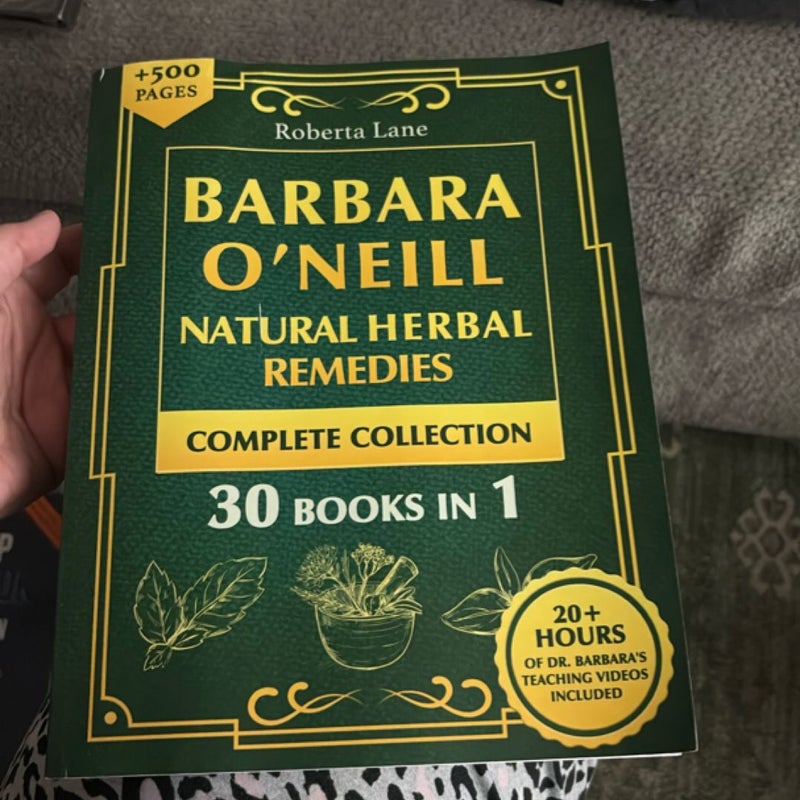 +500
PAGES
Roberta Lane
BARBARA
O'NEILL
NATURAL HERBAL
REMEDIES
COMPLETE COLLECTION
30 BOOKS IN 1
20+
HOURS
OF DR. BARBARA'S
TEACHING VIDEOS
INCLUDED